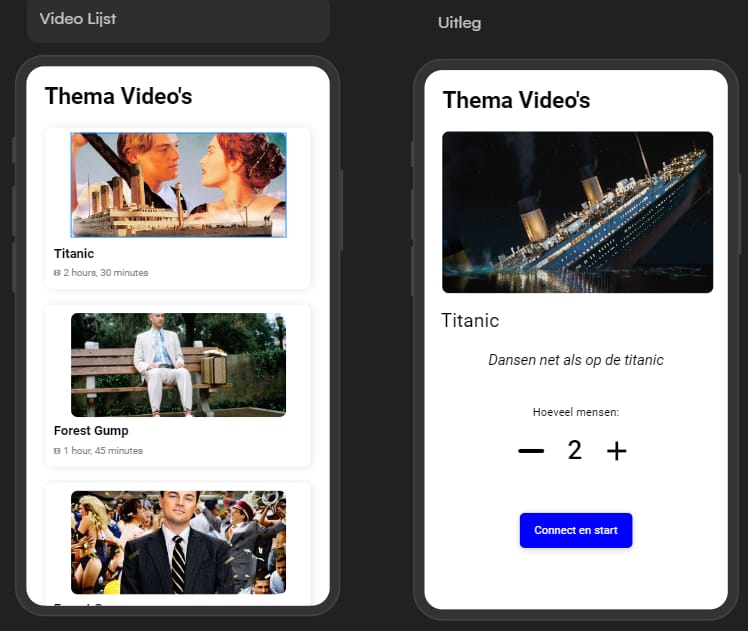 Video Lijst
Thema Video's
Titanic
2 hours, 30 minutes
Forest Gump
1 hour, 45 minutes
Uitleg
Thema Video's
Titanic
Dansen net als op de titanic
Hoeveel mensen:
2
Connect en start